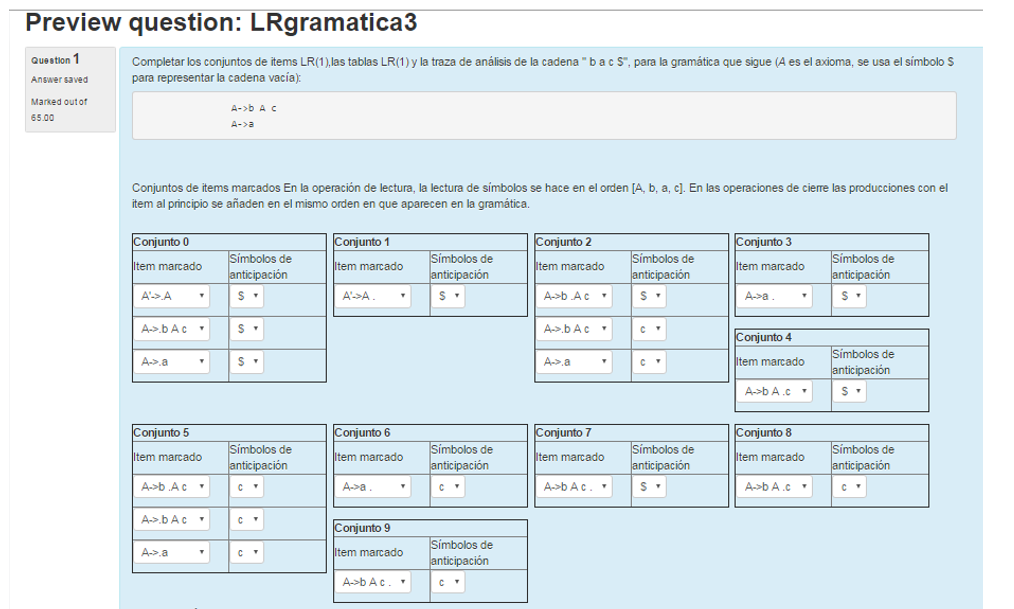 Preview question: LRgramatica3
Question 1
Answer saved
Marked out of
65.00
Completar los conjuntos de items LR(1),las tablas LR(1) y la traza de análisis de la cadena " b a c $", para la gramática que sigue (A es el axioma, se usa el símbolo $
para representar la cadena vacía):
A->b A c
A->a
Conjuntos de items marcados En la operación de lectura, la lectura de símbolos se hace en el orden [A, b, a, c]. En las operaciones de cierre las producciones con el
item al principio se añaden en el mismo orden en que aparecen en la gramática.
Conjunto 0
Item marcado Símbolos de
anticipación
A'->.A $
A->.b A c $
A->.a $
Conjunto 1
Item marcado Símbolos de
anticipación
A'->A . $
Conjunto 2
Item marcado Símbolos de
anticipación
A->b .A c $
A->.b A c c
A->.a c
Conjunto 3
Item marcado Símbolos de
anticipación
A->a . $
Conjunto 4
Item marcado Símbolos de
anticipación
A->b A .c $
Conjunto 5
Item marcado Símbolos de
anticipación
A->b .A c c
A->.b A c c
A->.a c
Conjunto 6
Item marcado Símbolos de
anticipación
A->a . c
Conjunto 7
Item marcado Símbolos de
anticipación
A->b A c . $
Conjunto 8
Item marcado Símbolos de
anticipación
A->b A .c c
Conjunto 9
Item marcado Símbolos de
anticipación
A->b A c . c